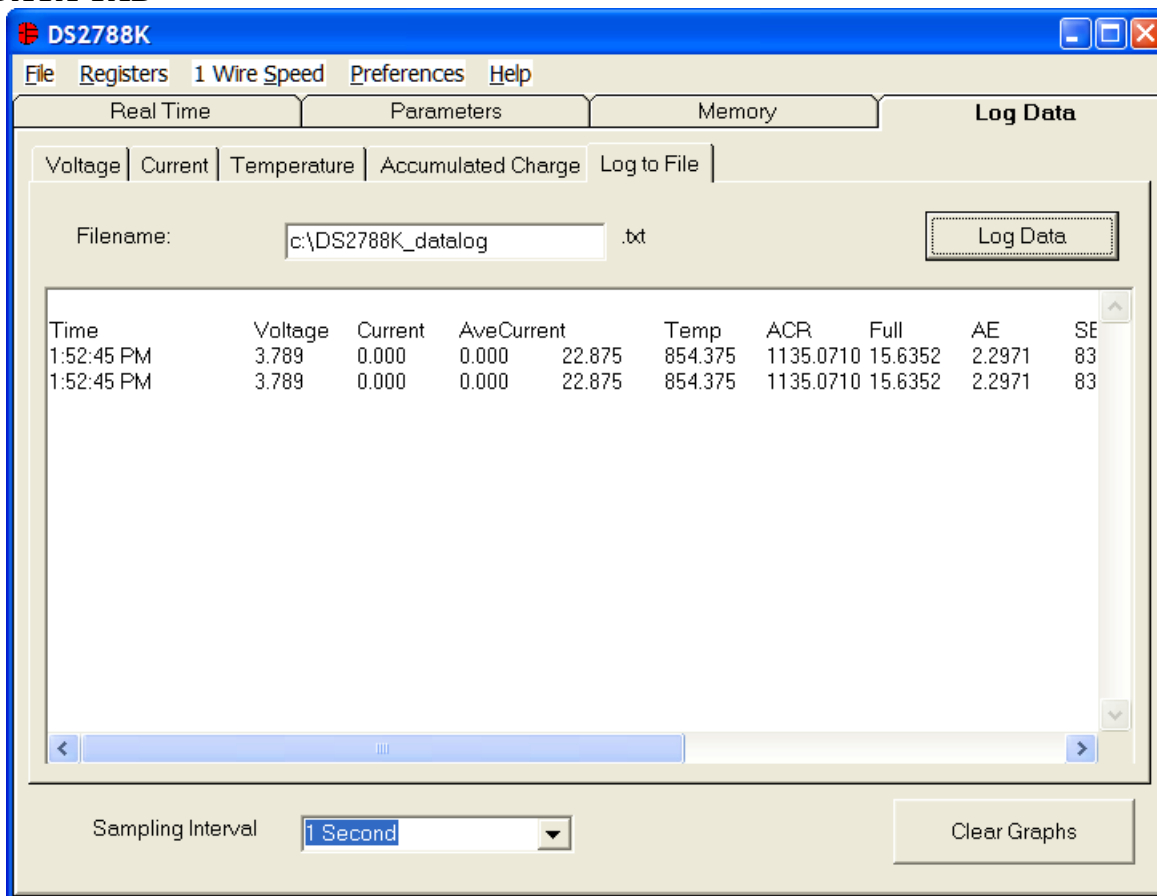 DS2788K
File Registers 1 Wire Speed Preferences Help
Real Time Parameters Memory Log Data
Voltage Current Temperature Accumulated Charge Log to File
Filename: c:\DS2788K_datalog .txt Log Data
Time Voltage Current AveCurrent Temp ACR Full AE SE
1:52:45 PM 3.789 0.000 0.000 22.875 854.375 1135.0710 15.6352 2.2971 83
1:52:45 PM 3.789 0.000 0.000 22.875 854.375 1135.0710 15.6352 2.2971 83
Sampling Interval 1 Second Clear Graphs